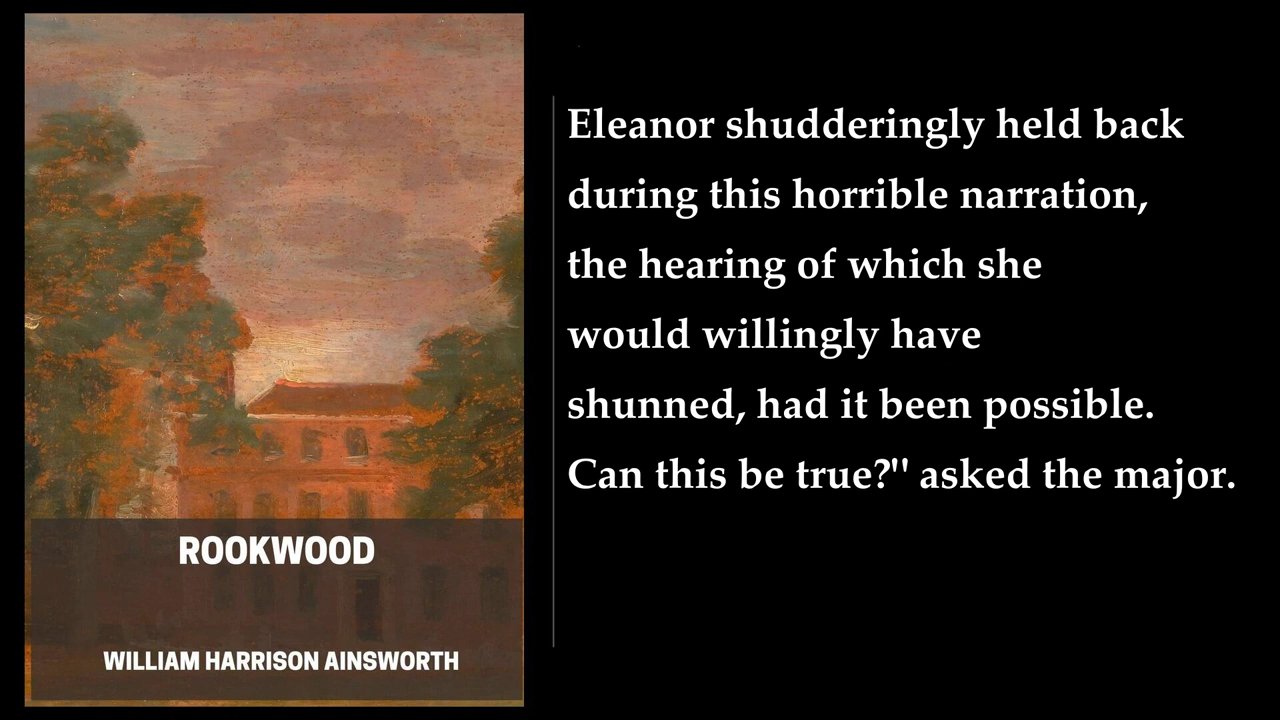 ROOKWOOD
WILLIAM HARRISON AINSWORTH
Eleanor shudderingly held back
during this horrible narration,
the hearing of which she
would willingly have
shunned, had it been possible.
Can this be true?" asked the major.